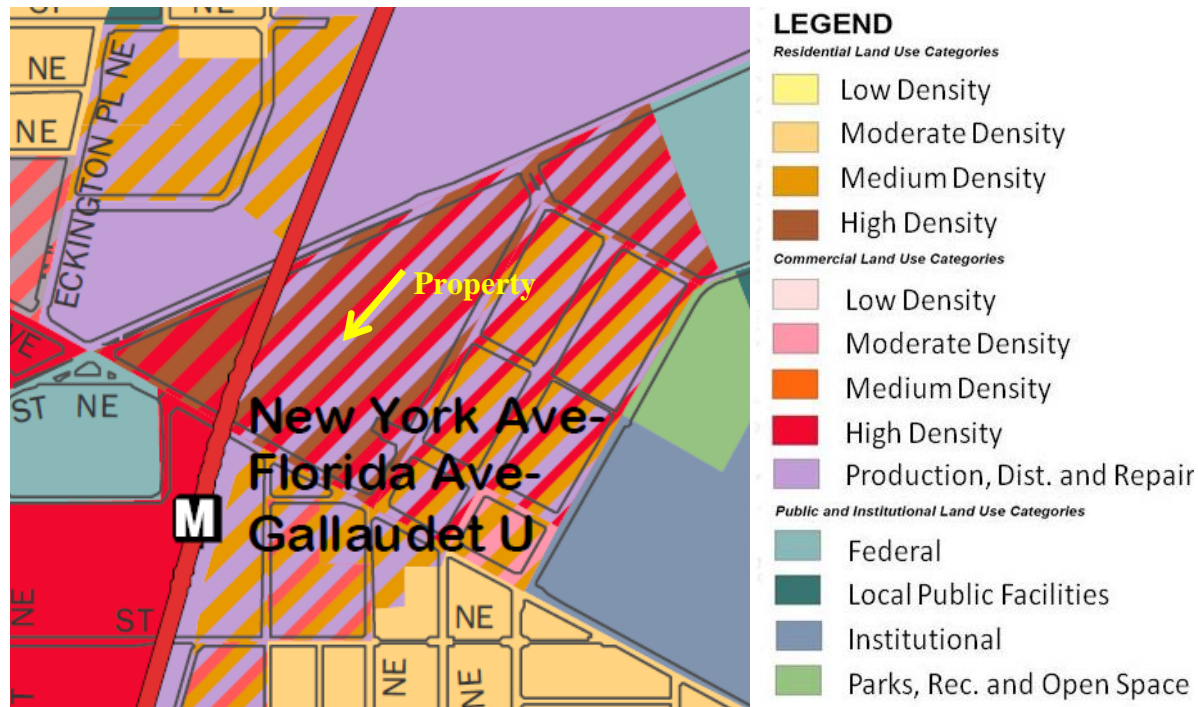 ST NE
NE
NE
ECKINGTON PL NE
Property
VE
ST NE
New York Ave-
Florida Ave-
Gallaudet U
M
NE
ST
NE
NE
NE
T
LEGEND
Residential Land Use Categories
Low Density
Moderate Density
Medium Density
High Density
Commercial Land Use Categories
Low Density
Moderate Density
Medium Density
High Density
Production, Dist. and Repair
Public and Institutional Land Use Categories
Federal
Local Public Facilities
Institutional
Parks, Rec. and Open Space